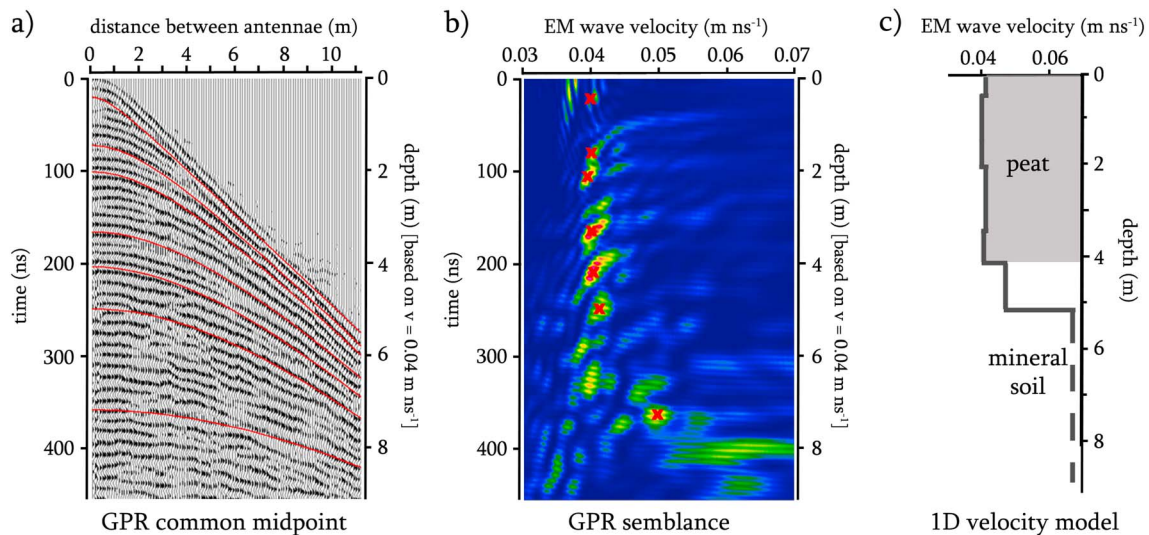 a)
distance between antennae (m)
0 2 4 6 8 10
0
100
200
300
400
time (ns)
0
2
4
6
8
depth (m) [based on v = 0.04 m ns⁻¹]
GPR common midpoint
b)
EM wave velocity (m ns⁻¹)
0.03 0.04 0.05 0.06 0.07
0
100
200
300
400
time (ns)
0
2
4
6
8
depth (m) [based on v = 0.04 m ns⁻¹]
GPR semblance
c)
EM wave velocity (m ns⁻¹)
0.04 0.06
0
2
4
6
8
depth (m)
peat
mineral
soil
1D velocity model